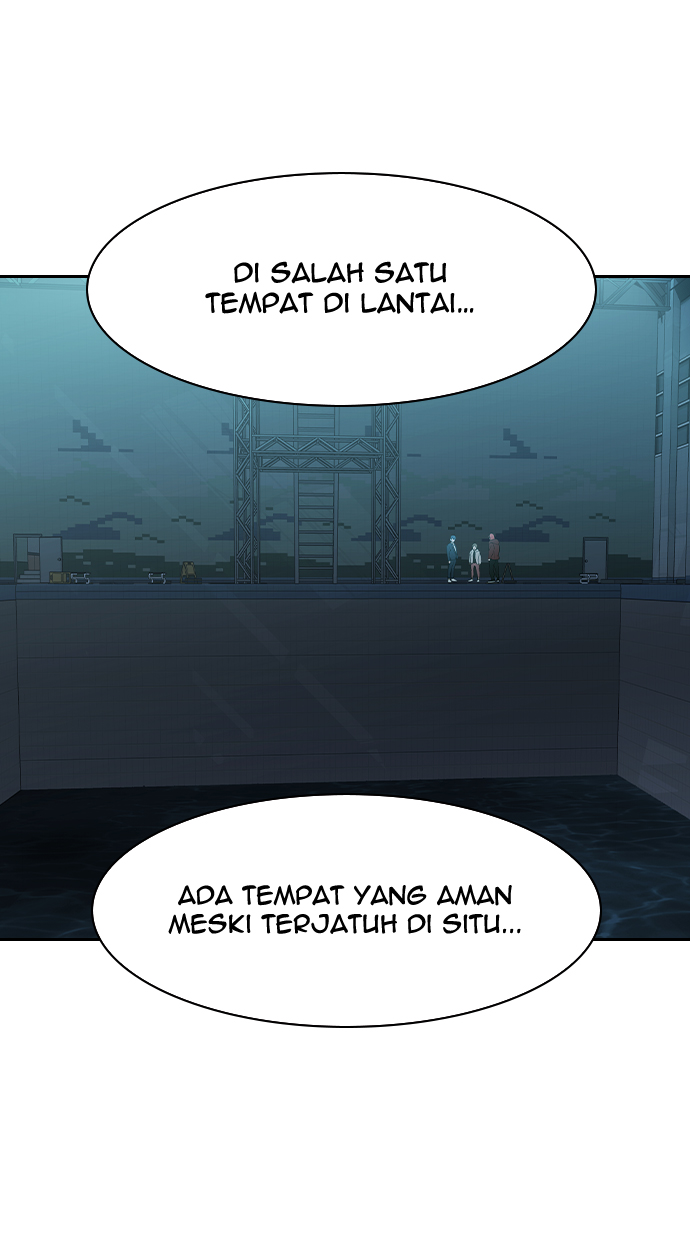 DI SALAH SATU
TEMPAT DI LANTAI...
ADA TEMPAT YANG AMAN
MESKI TERJATUH DI SITU...